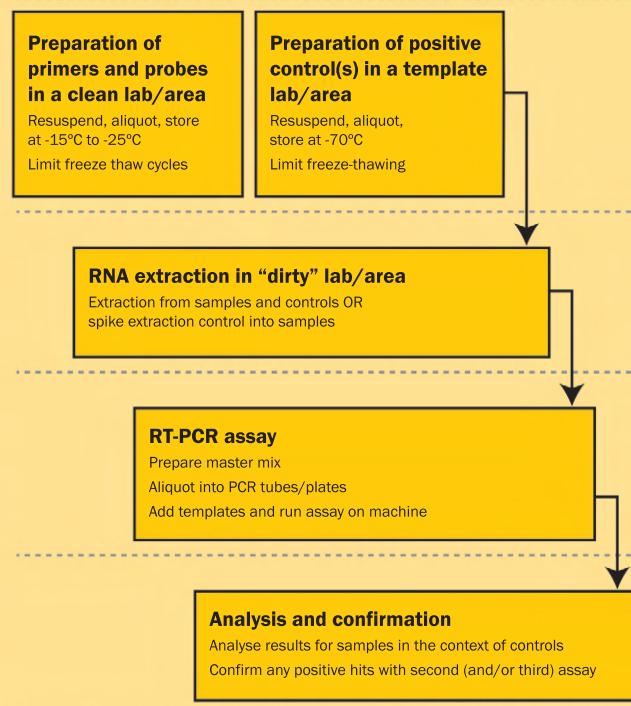 Preparation of
primers and probes
in a clean lab/area
Resuspend, aliquot, store
at -15ºC to -25ºC
Limit freeze thaw cycles
Preparation of positive
control(s) in a template
lab/area
Resuspend, aliquot,
store at -70ºC
Limit freeze-thawing
RNA extraction in “dirty” lab/area
Extraction from samples and controls OR
spike extraction control into samples
RT-PCR assay
Prepare master mix
Aliquot into PCR tubes/plates
Add templates and run assay on machine
Analysis and confirmation
Analyse results for samples in the context of controls
Confirm any positive hits with second (and/or third) assay